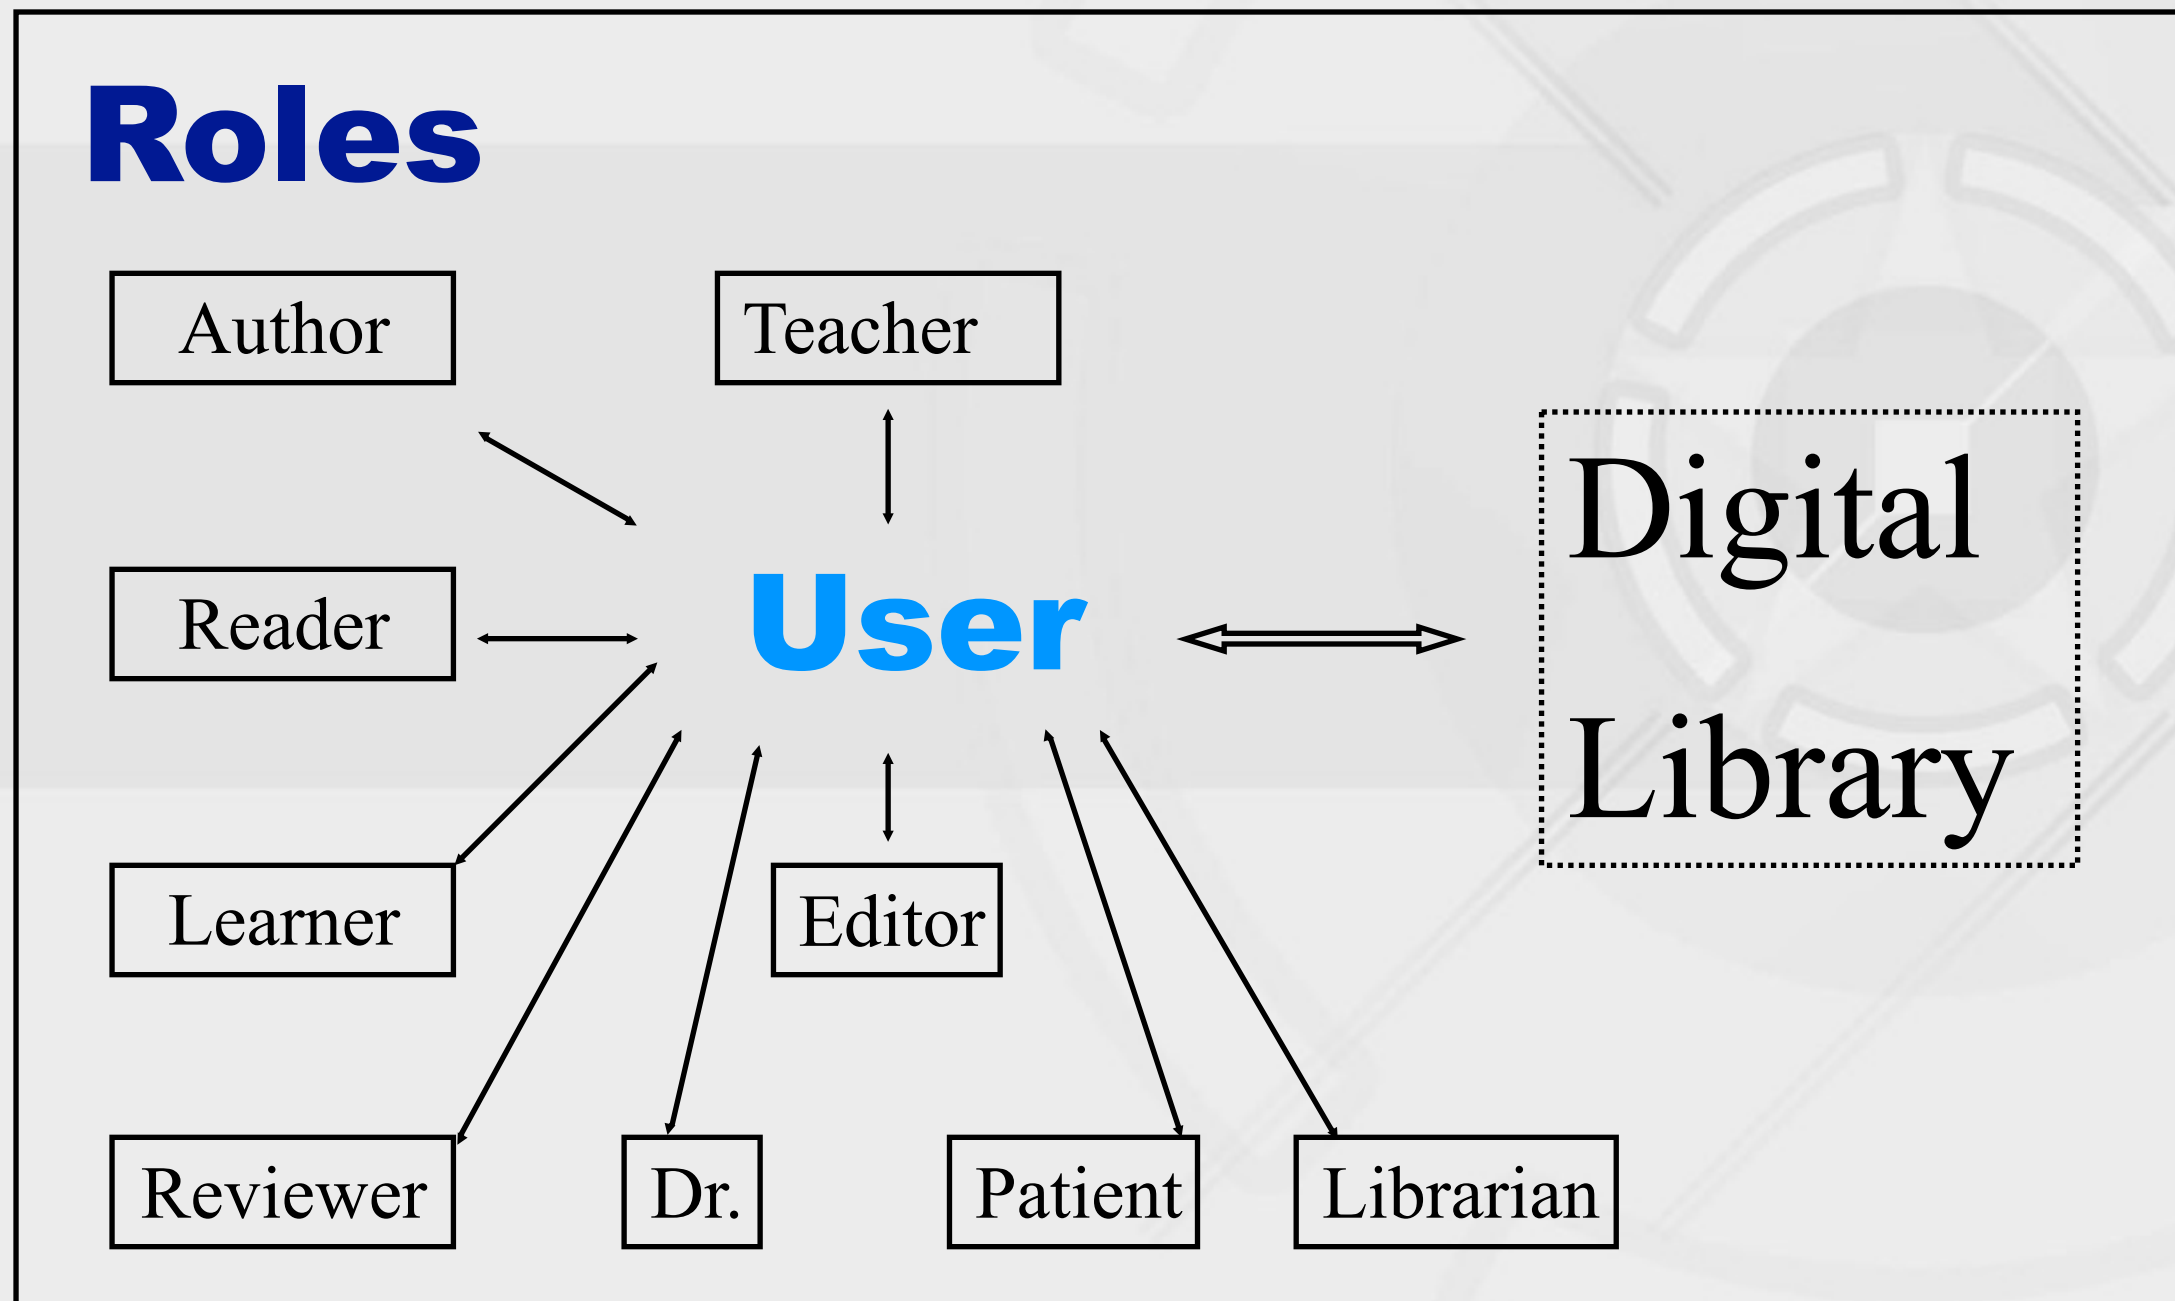 Roles
Author
Teacher
Reader
User
Digital
Library
Learner
Editor
Reviewer
Dr.
Patient
Librarian